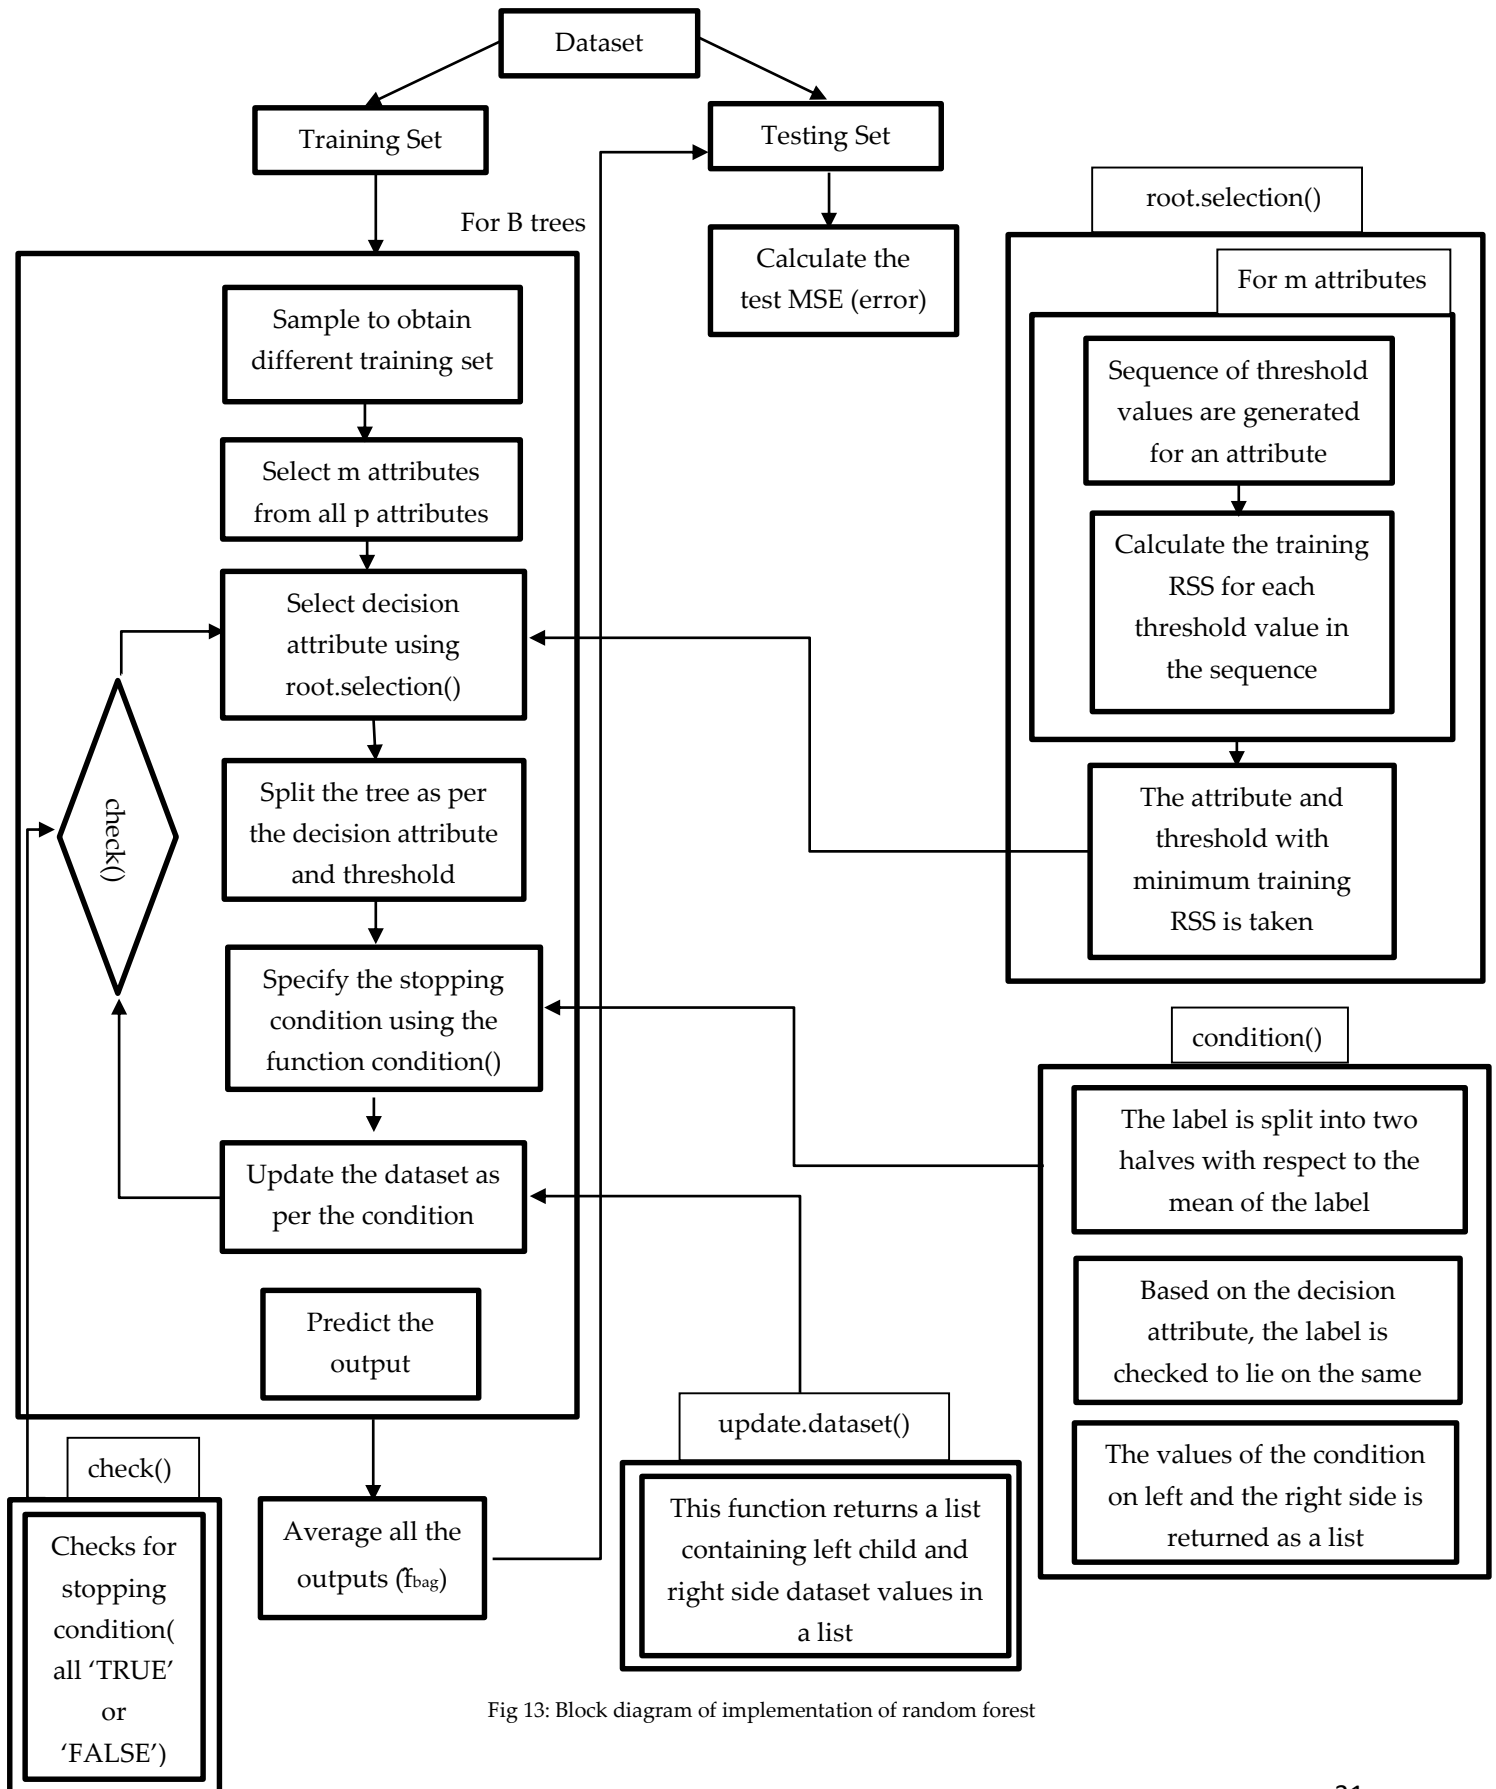 Dataset
Training Set
Testing Set
For B trees
Calculate the
test MSE (error)
Sample to obtain
different training set
Select m attributes
from all p attributes
Select decision
attribute using
root.selection()
Split the tree as per
the decision attribute
and threshold
Specify the stopping
condition using the
function condition()
Update the dataset as
per the condition
Predict the
output
check()
check()
Checks for
stopping
condition(
all ‘TRUE’
or
‘FALSE’)
Average all the
outputs (f̂bag)
update.dataset()
This function returns a list
containing left child and
right side dataset values in
a list
root.selection()
For m attributes
Sequence of threshold
values are generated
for an attribute
Calculate the training
RSS for each
threshold value in
the sequence
The attribute and
threshold with
minimum training
RSS is taken
condition()
The label is split into two
halves with respect to the
mean of the label
Based on the decision
attribute, the label is
checked to lie on the same
The values of the condition
on left and the right side is
returned as a list
Fig 13: Block diagram of implementation of random forest